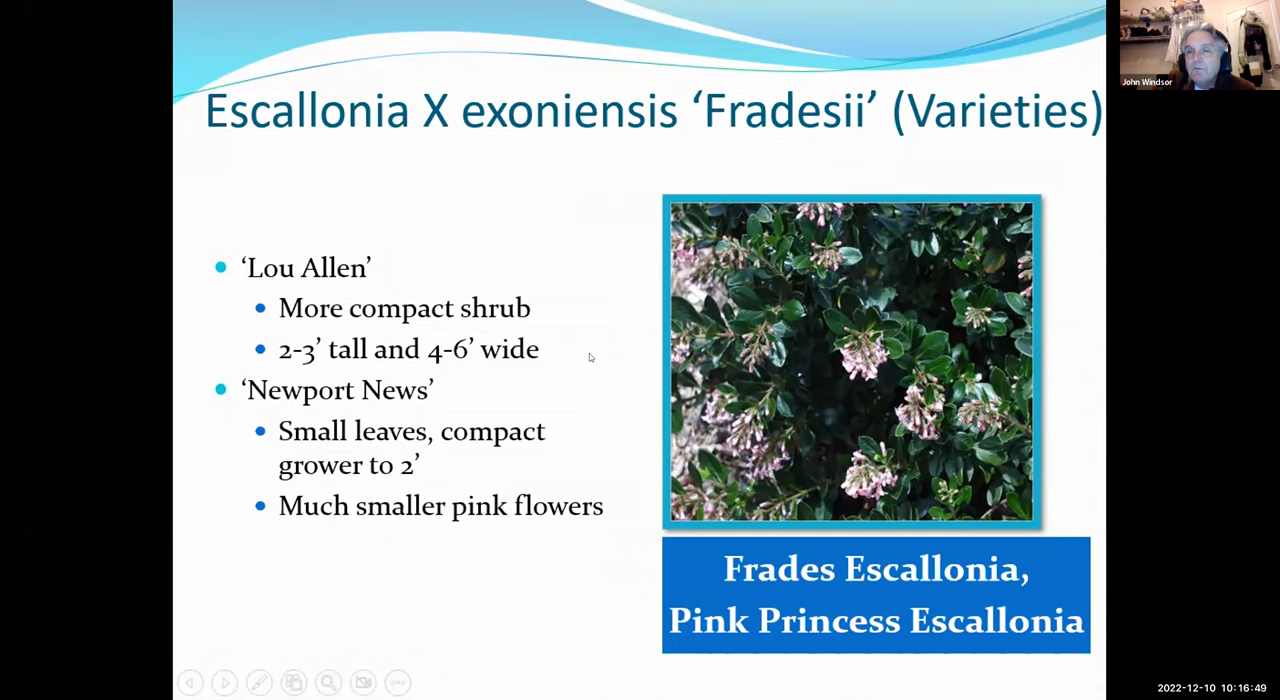 Escallonia X exoniensis ‘Fradesii’ (Varieties)
John Windsor
‘Lou Allen’
More compact shrub
2-3’ tall and 4-6’ wide
‘Newport News’
Small leaves, compact
grower to 2’
Much smaller pink flowers
Frades Escallonia,
Pink Princess Escallonia
2022-12-10 10:16:49